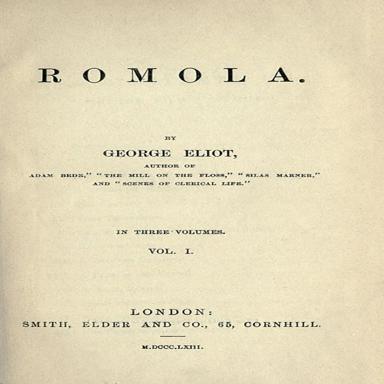 ROMOLA.
BY
GEORGE ELIOT,
AUTHOR OF
ADAM BEDE," "THE MILL ON THE FLOSS," "SILAS MARNER,"
AND "SCENES OF CLERICAL LIFE."
IN THREE VOLUMES.
VOL. I.
LONDON:
SMITH, ELDER AND CO., 65, CORNHILL.
M.DCCC.LXIII.